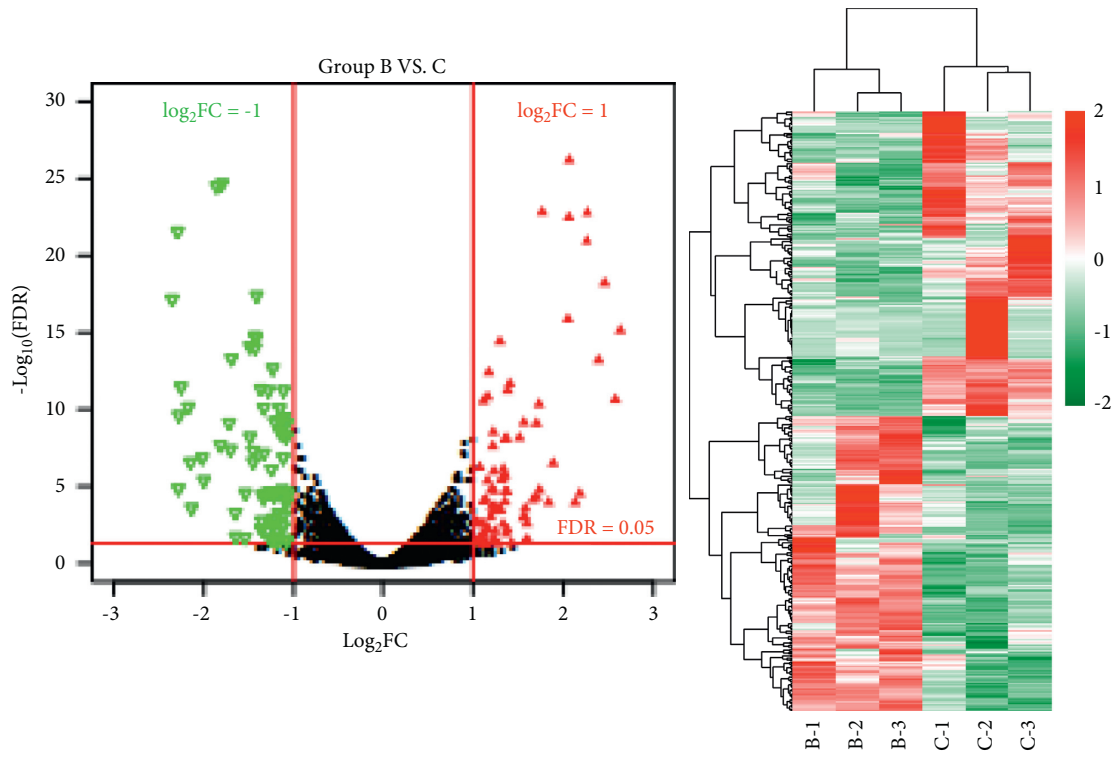 Group B VS. C
log₂FC = -1
log₂FC = 1
FDR = 0.05
30
25
20
15
10
5
0
-Log₁₀(FDR)
-3
-2
-1
0
1
2
3
Log₂FC
2
1
0
-1
-2
B-1
B-2
B-3
C-1
C-2
C-3